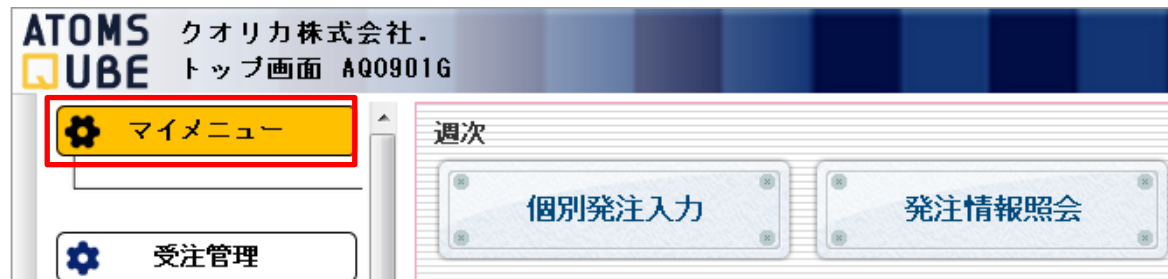 ATOMS クオリカ株式会社.
QUBE トップ画面 AQ0901G
マイメニュー
週次
個別発注入力 発注情報照会
受注管理